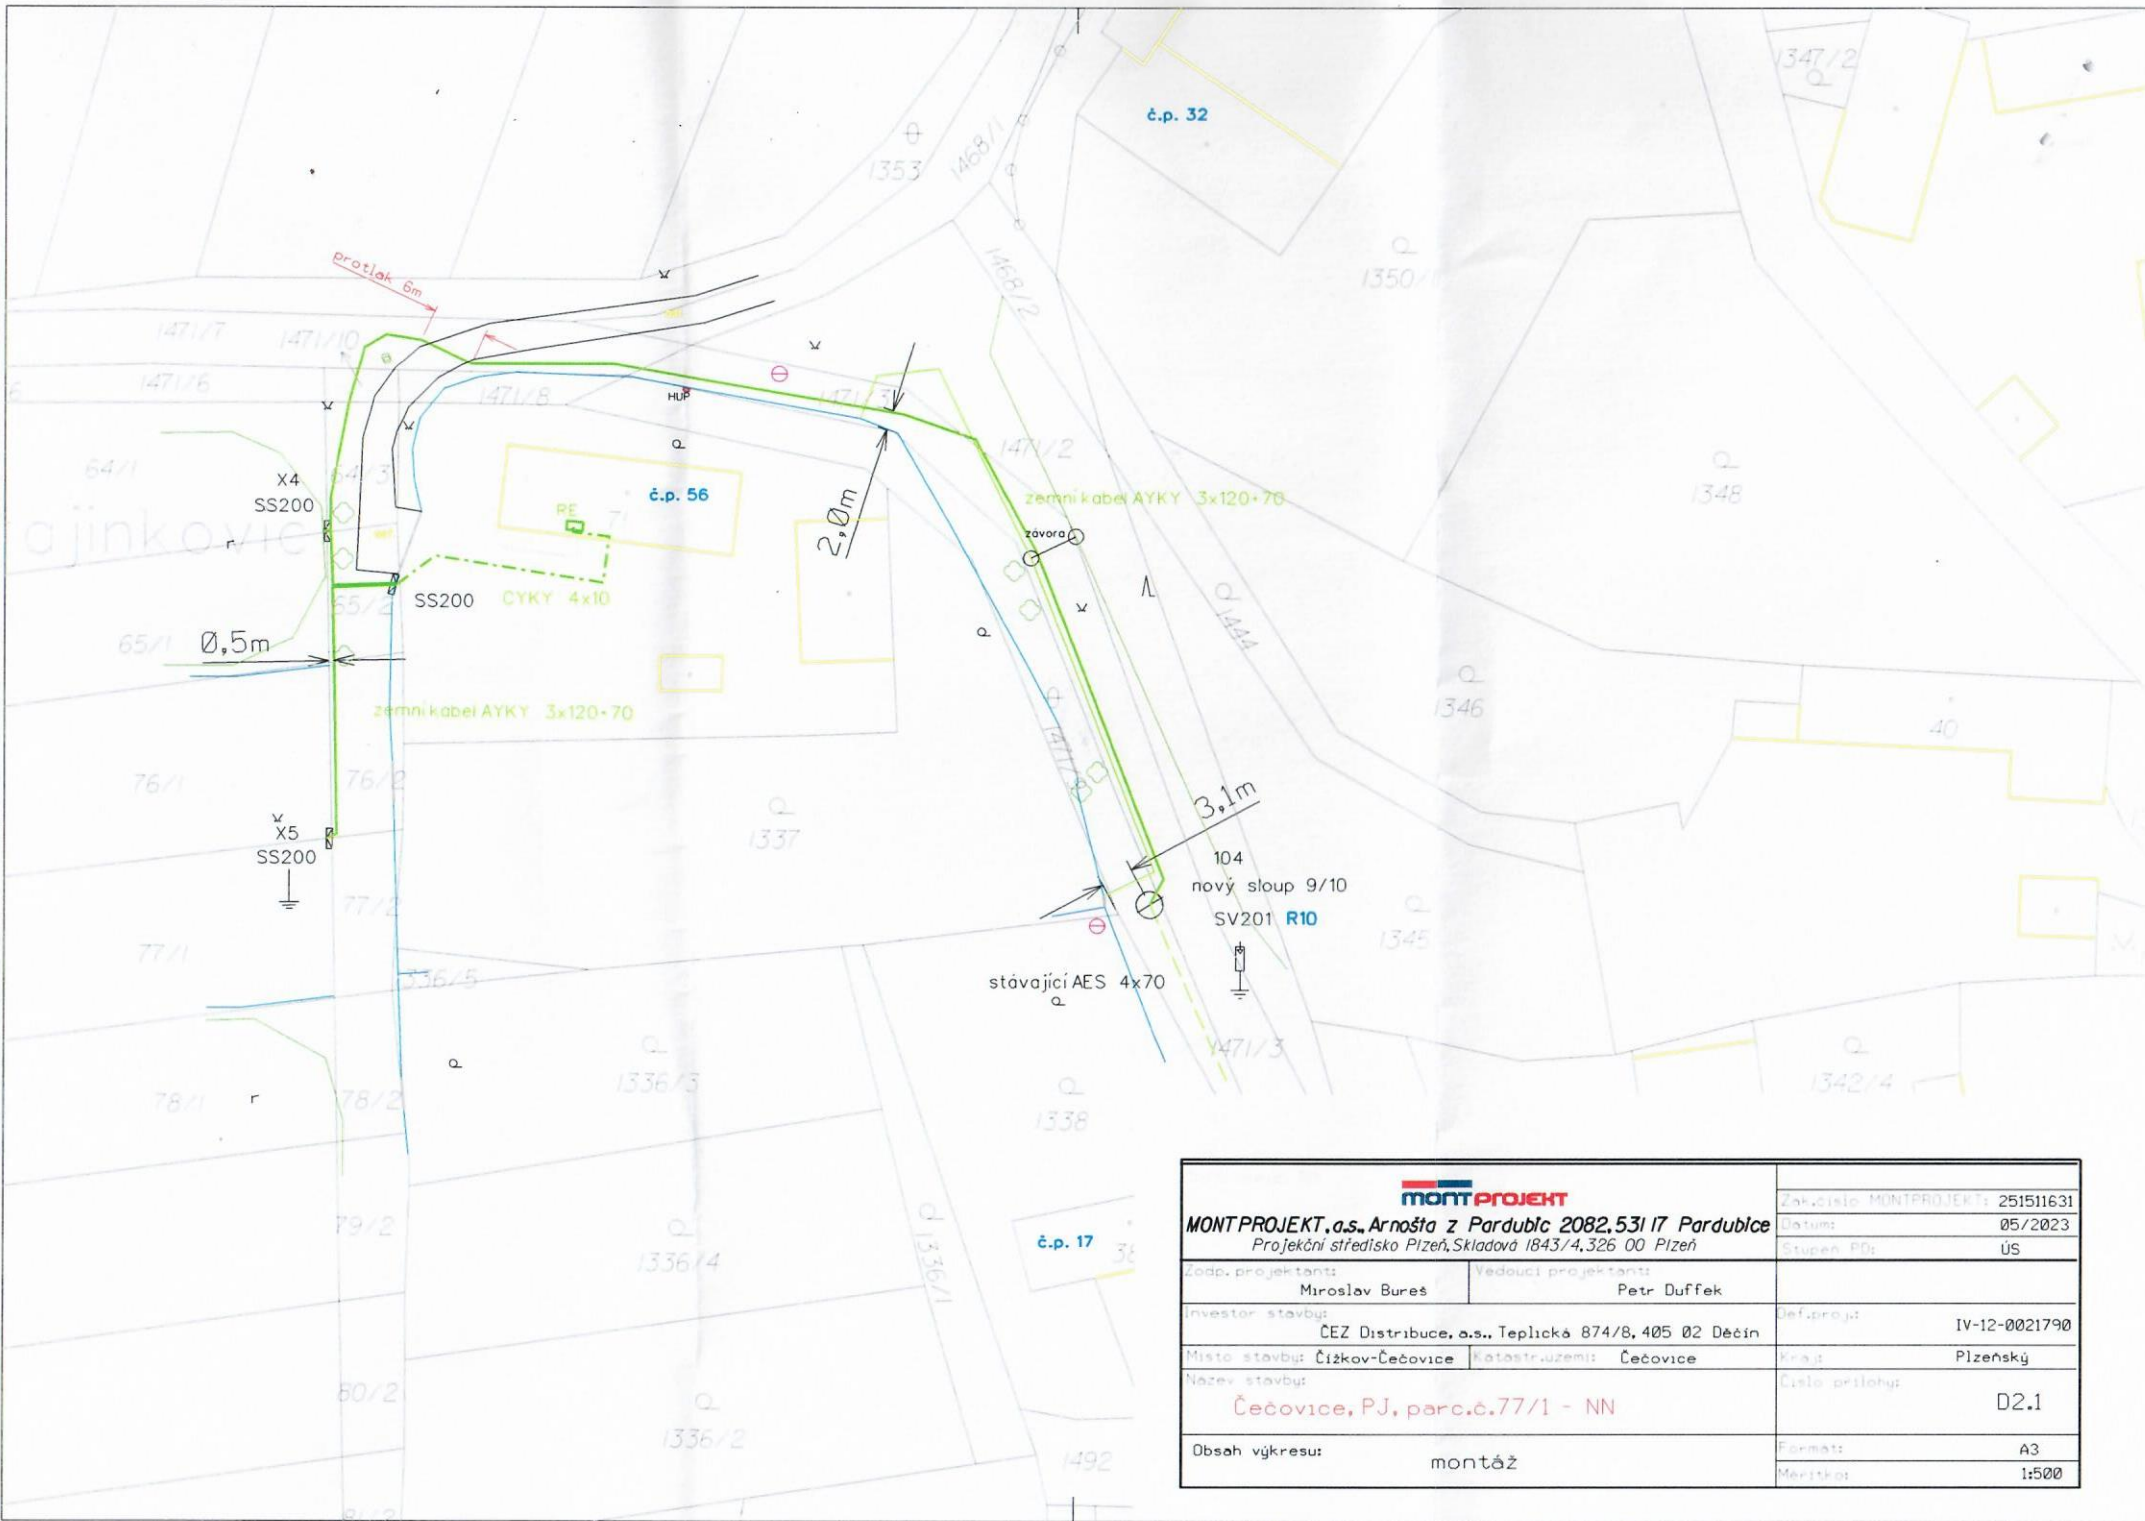 1347/2
č.p. 32
1353
1468/1
1468/2
1350/1
protlak 6m
1471/7
1471/10
1471/6
1471/8
1471/3
HUP
1471/2
64/1
64/3
X4
SS200
ajinkovic
č.p. 56
RE
71
2,0m
zemní kabel AYKY 3x120+70
závora
1348
1444
65/2
SS200
CYKY 4x10
65/1
0,5m
zemní kabel AYKY 3x120+70
1346
40
76/1
76/2
1337
3,1m
X5
SS200
104
nový sloup 9/10
SV201 R10
77/2
77/1
1345
1336/5
stávající AES 4x70
1471/3
1336/3
1338
1342/4
78/1
78/2
79/2
1336/4
1336/1
č.p. 17
80/2
1336/2
1492
81/2
MONTPROJEKT
MONTPROJEKT, a.s., Arnošta z Pardubic 2082, 531 17 Pardubice
Projekční středisko Plzeň, Skladová 1843/4, 326 00 Plzeň
Zak.číslo MONTPROJEKT: 251511631
Datum: 05/2023
Stupeň PD: ÚS
Zodp. projektant: Miroslav Bureš
Vedoucí projektant: Petr Duffek
Investor stavby: ČEZ Distribuce, a.s., Teplická 874/8, 405 02 Děčín
Def.proj.: IV-12-0021790
Místo stavby: Čížkov-Čečovice
Katastr.uzemí: Čečovice
Kraj: Plzeňský
Název stavby:
Čečovice, PJ, parc.č.77/1 - NN
Číslo přílohy: D2.1
Obsah výkresu: montáž
Formát: A3
Měřítko: 1:500